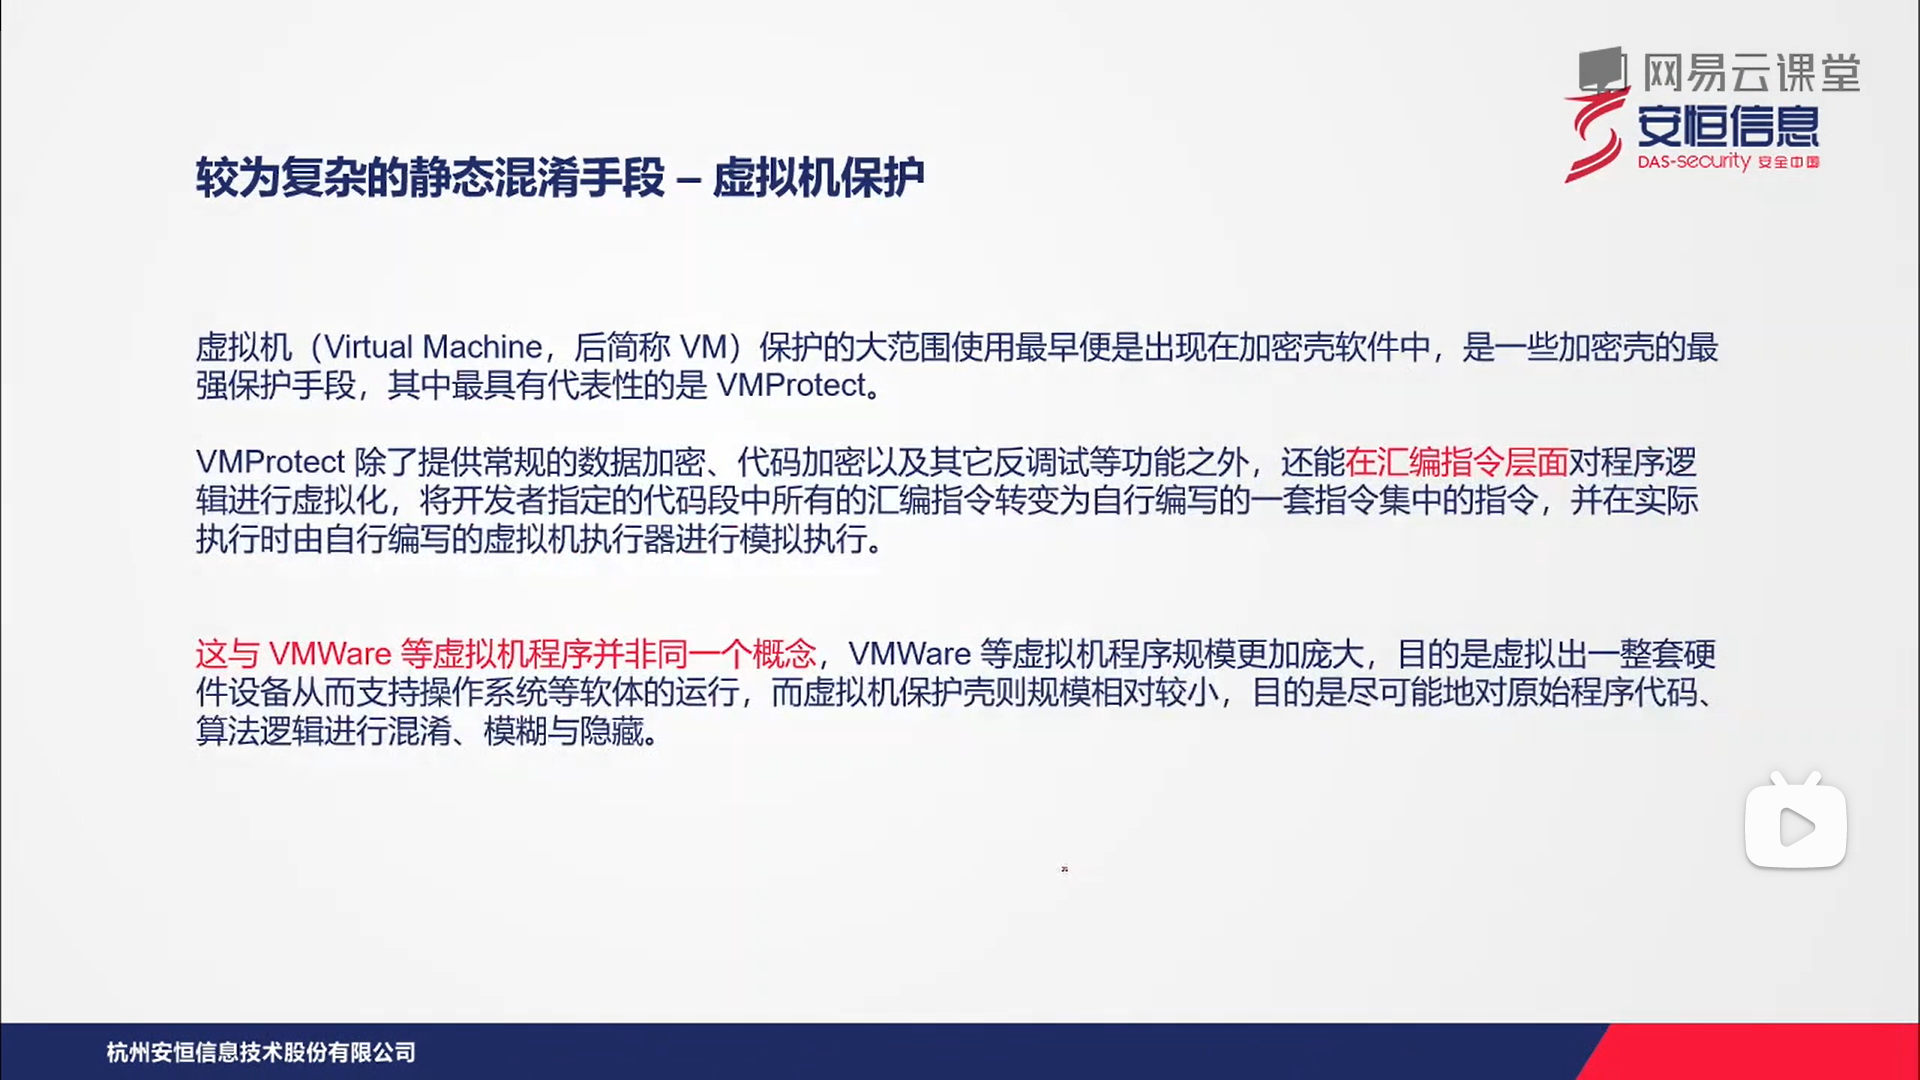 网易云课堂
安恒信息
DAS-security 安全中国
较为复杂的静态混淆手段 – 虚拟机保护
虚拟机（Virtual Machine，后简称 VM）保护的大范围使用最早便是出现在加密壳软件中，是一些加密壳的最
强保护手段，其中最具有代表性的是 VMProtect。
VMProtect 除了提供常规的数据加密、代码加密以及其它反调试等功能之外，还能在汇编指令层面对程序逻
辑进行虚拟化，将开发者指定的代码段中所有的汇编指令转变为自行编写的一套指令集中的指令，并在实际
执行时由自行编写的虚拟机执行器进行模拟执行。
这与 VMWare 等虚拟机程序并非同一个概念，VMWare 等虚拟机程序规模更加庞大，目的是虚拟出一整套硬
件设备从而支持操作系统等软体的运行，而虚拟机保护壳则规模相对较小，目的是尽可能地对原始程序代码、
算法逻辑进行混淆、模糊与隐藏。
杭州安恒信息技术股份有限公司